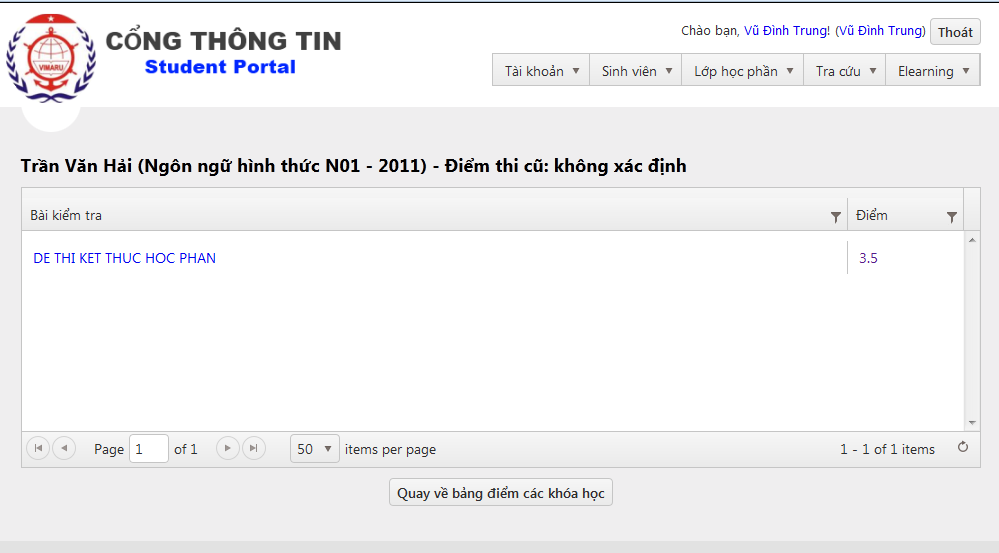 VIMARU
CỔNG THÔNG TIN
Student Portal
Chào bạn, Vũ Đình Trung! (Vũ Đình Trung) Thoát
Tài khoản Sinh viên Lớp học phần Tra cứu Elearning
Trần Văn Hải (Ngôn ngữ hình thức N01 - 2011) - Điểm thi cũ: không xác định
Bài kiểm tra Điểm
DE THI KET THUC HOC PHAN 3.5
Page 1 of 1 50 items per page 1 - 1 of 1 items
Quay về bảng điểm các khóa học